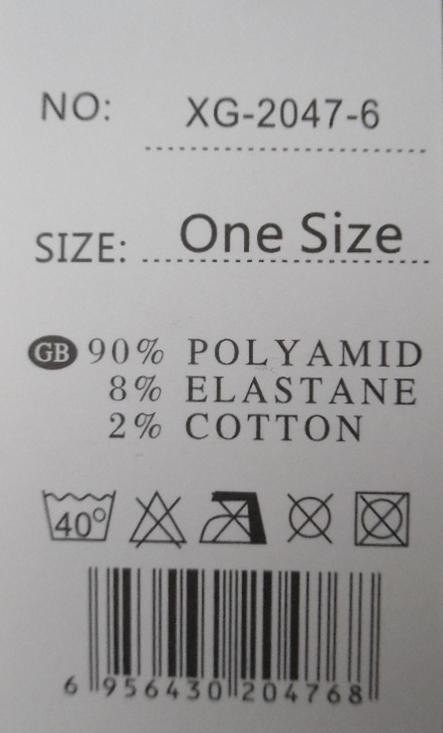 NO: XG-2047-6
SIZE: One Size
GB 90% POLYAMID
8% ELASTANE
2% COTTON
40°
6 956430 204768